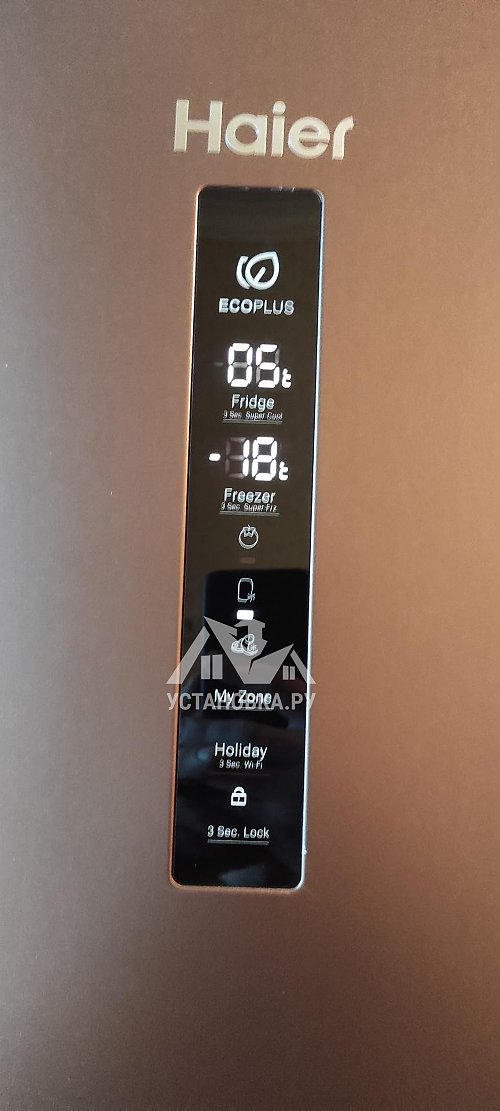 Haier
ECOPLUS
05℃
Fridge
3 Sec. Super Cool
-18℃
Freezer
3 Sec. Super Frz.
УСТАНОВКА.РУ
My Zone
Holiday
3 Sec. Wi Fi
3 Sec. Lock